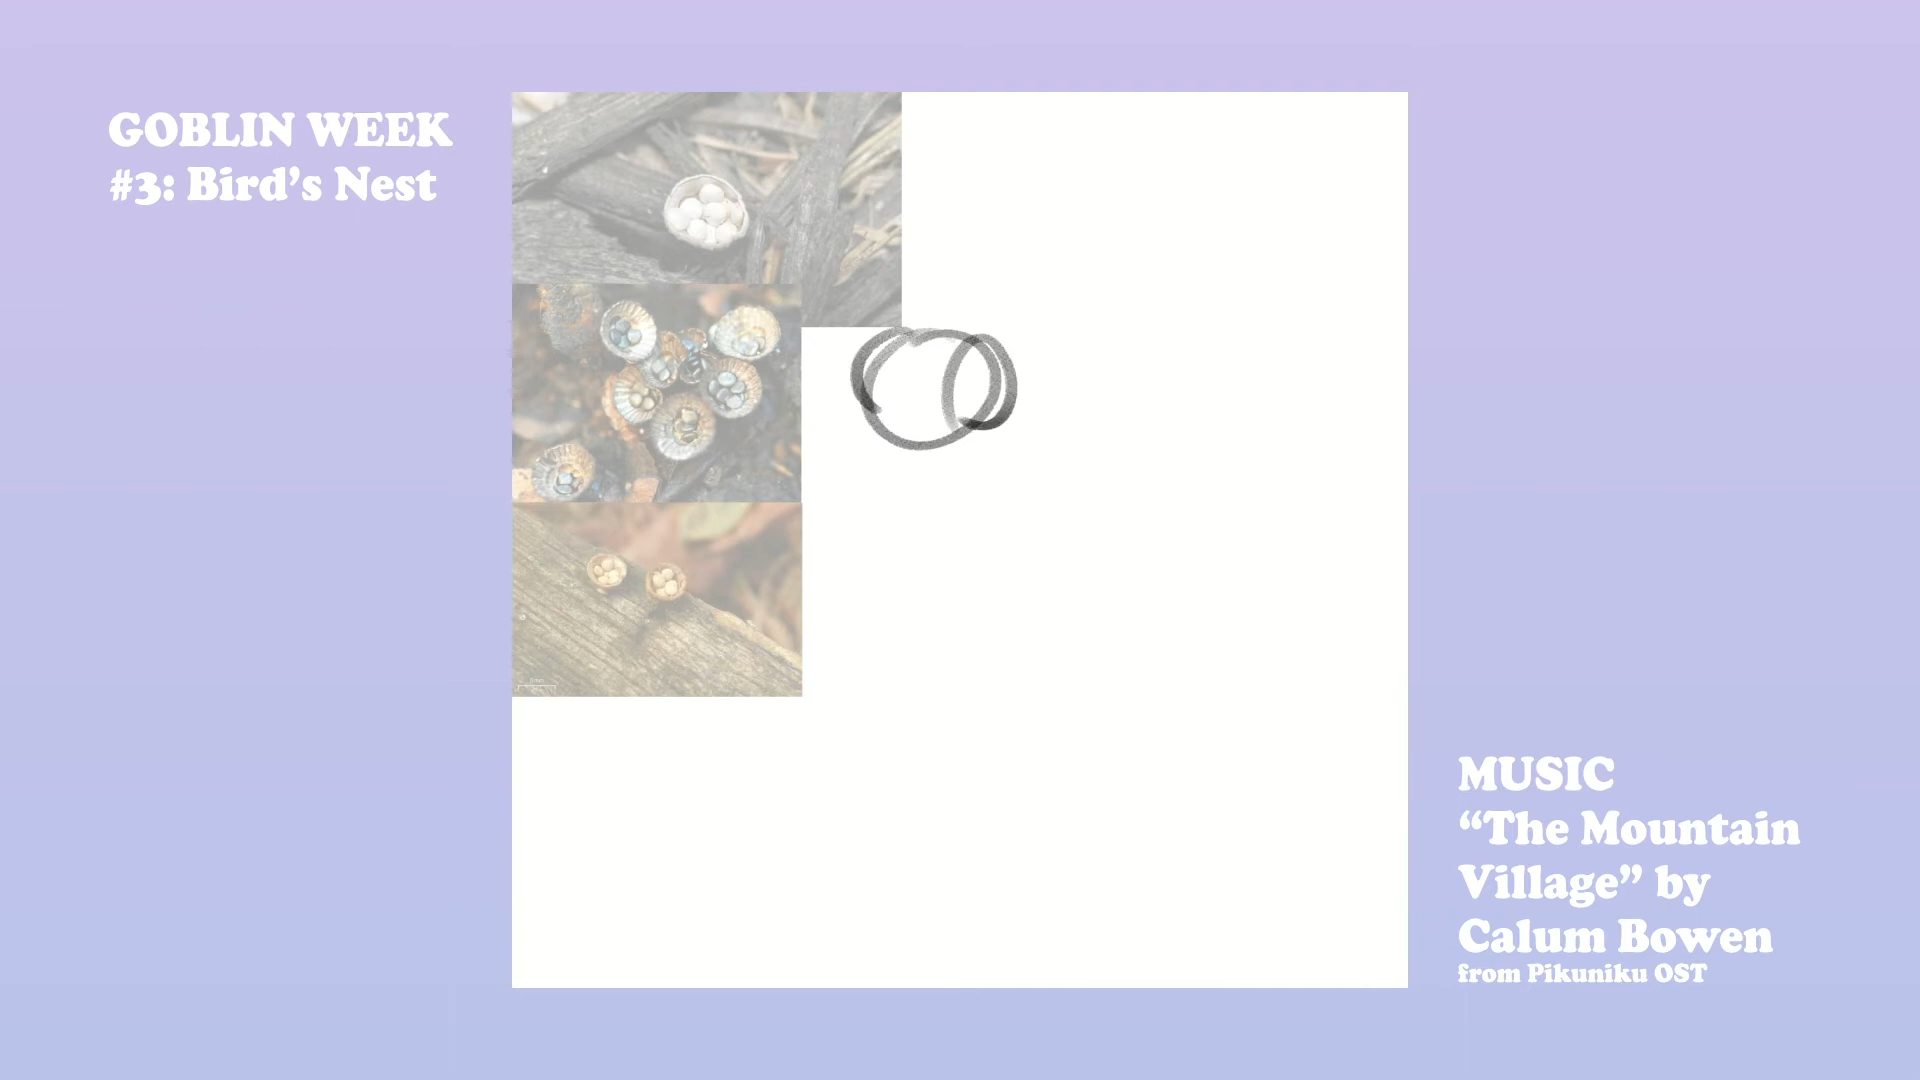 GOBLIN WEEK
#3: Bird’s Nest
MUSIC
“The Mountain
Village” by
Calum Bowen
from Pikuniku OST